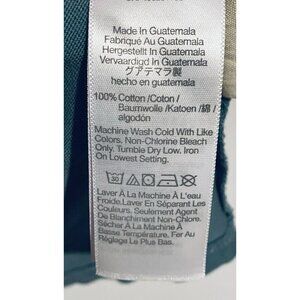 Made In Guatemala
Fabriqué Au Guatemala
Hergestellt In Guatemala
Vervaardigd In Guatemala
グアテマラ製
hecho en guatemala
100% Cotton /Coton /
Baumwolle /Katoen /綿 /
algodón
Machine Wash Cold With Like
Colors. Non-Chlorine Bleach
Only. Tumble Dry Low. Iron
On Lowest Setting.
30
Laver À La Machine À L'eau
Froide.Laver En Séparant Les
Couleurs. Seulement Agent
De Blanchiment Non-Chlore.
Sécher À La Machine À
Basse Température. Fer Au
Réglage Le Plus Bas.